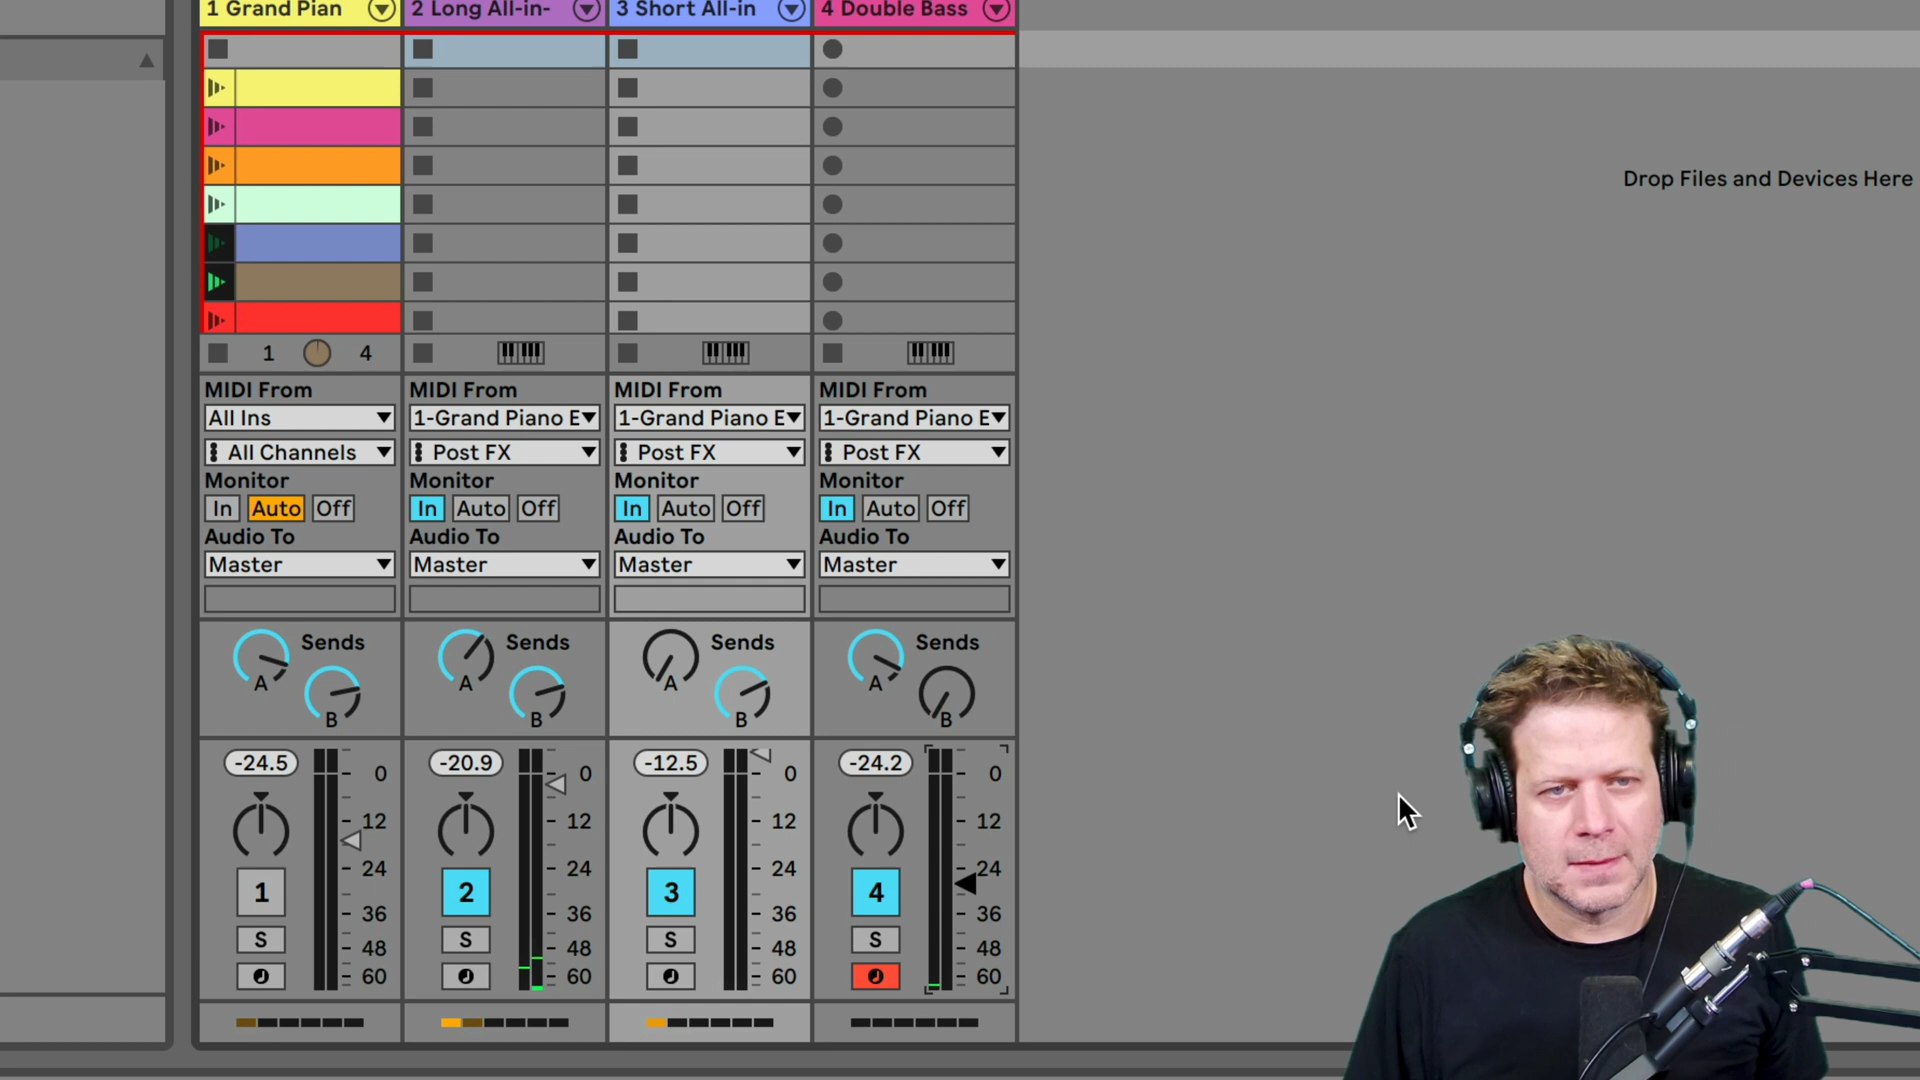 1 Grand Pian
2 Long All-in-
3 Short All-in
4 Double Bass
Drop Files and Devices Here
1
4
MIDI From
MIDI From
MIDI From
MIDI From
All Ins
1-Grand Piano E
1-Grand Piano E
1-Grand Piano E
All Channels
Post FX
Post FX
Post FX
Monitor
Monitor
Monitor
Monitor
In Auto Off
In Auto Off
In Auto Off
In Auto Off
Audio To
Audio To
Audio To
Audio To
Master
Master
Master
Master
Sends
A
B
Sends
A
B
Sends
A
B
Sends
A
B
-24.5
0
12
24
36
48
60
1
S
-20.9
0
12
24
36
48
60
2
S
-12.5
0
12
24
36
48
60
3
S
-24.2
0
12
24
36
48
60
4
S